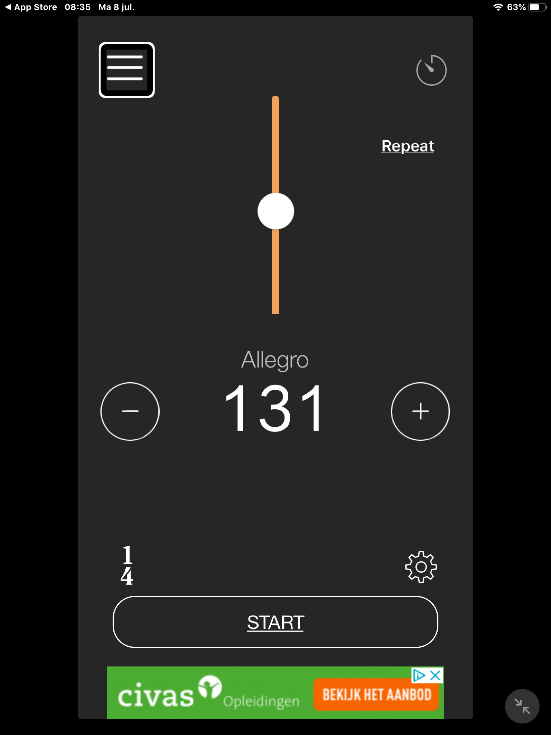 ◀ App Store 08:35 Ma 8 jul. 63%
Repeat
Allegro
131
1
4
START
civas Opleidingen BEKIJK HET AANBOD